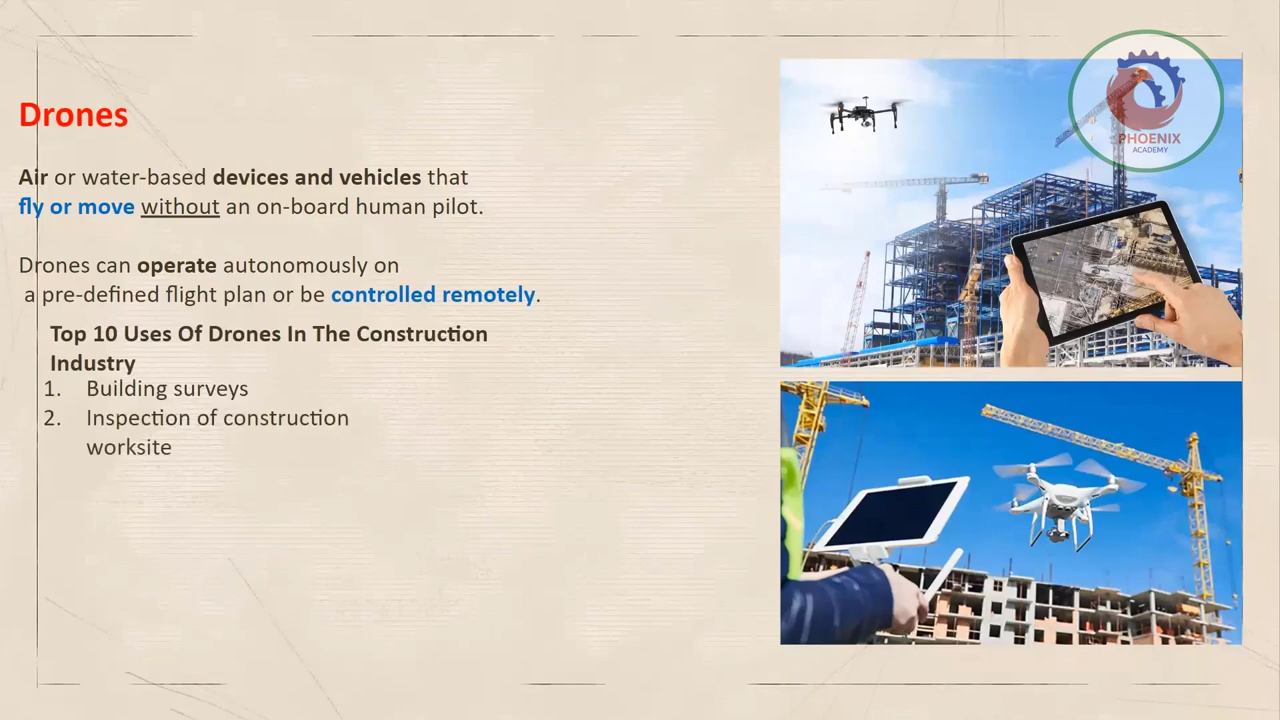 Drones
Air or water-based devices and vehicles that
fly or move without an on-board human pilot.
Drones can operate autonomously on
a pre-defined flight plan or be controlled remotely.
Top 10 Uses Of Drones In The Construction
Industry
1. Building surveys
2. Inspection of construction
worksite
PHOENIX
ACADEMY